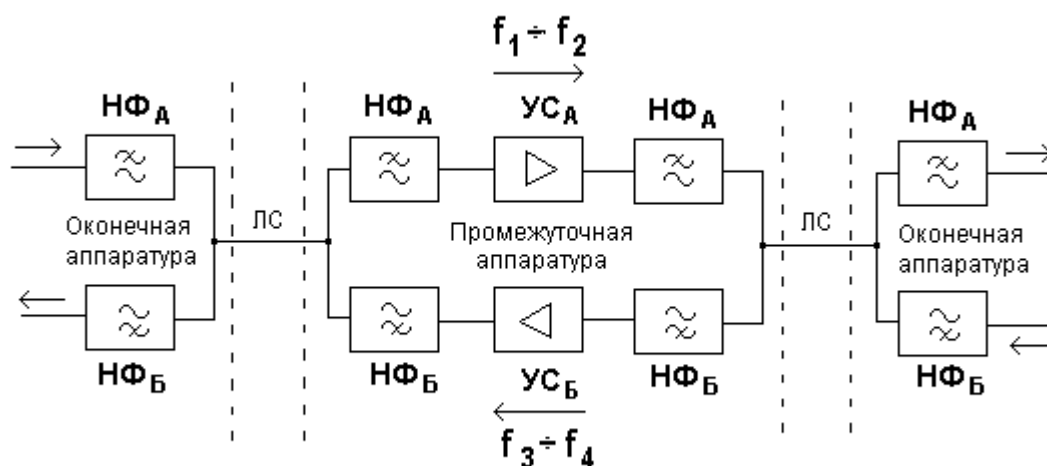 f1 ÷ f2
НФА
НФА
УСА
НФА
НФА
Оконечная
аппаратура
ЛС
Промежуточная
аппаратура
ЛС
Оконечная
аппаратура
НФБ
НФБ
УСБ
НФБ
НФБ
f3 ÷ f4